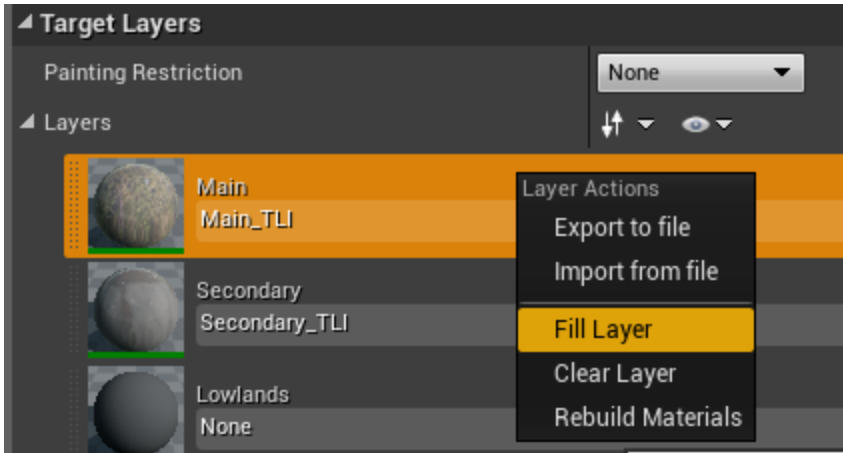 Target Layers
Painting Restriction
None
Layers
Main
Main_TLI
Secondary
Secondary_TLI
Lowlands
None
Layer Actions
Export to file
Import from file
Fill Layer
Clear Layer
Rebuild Materials